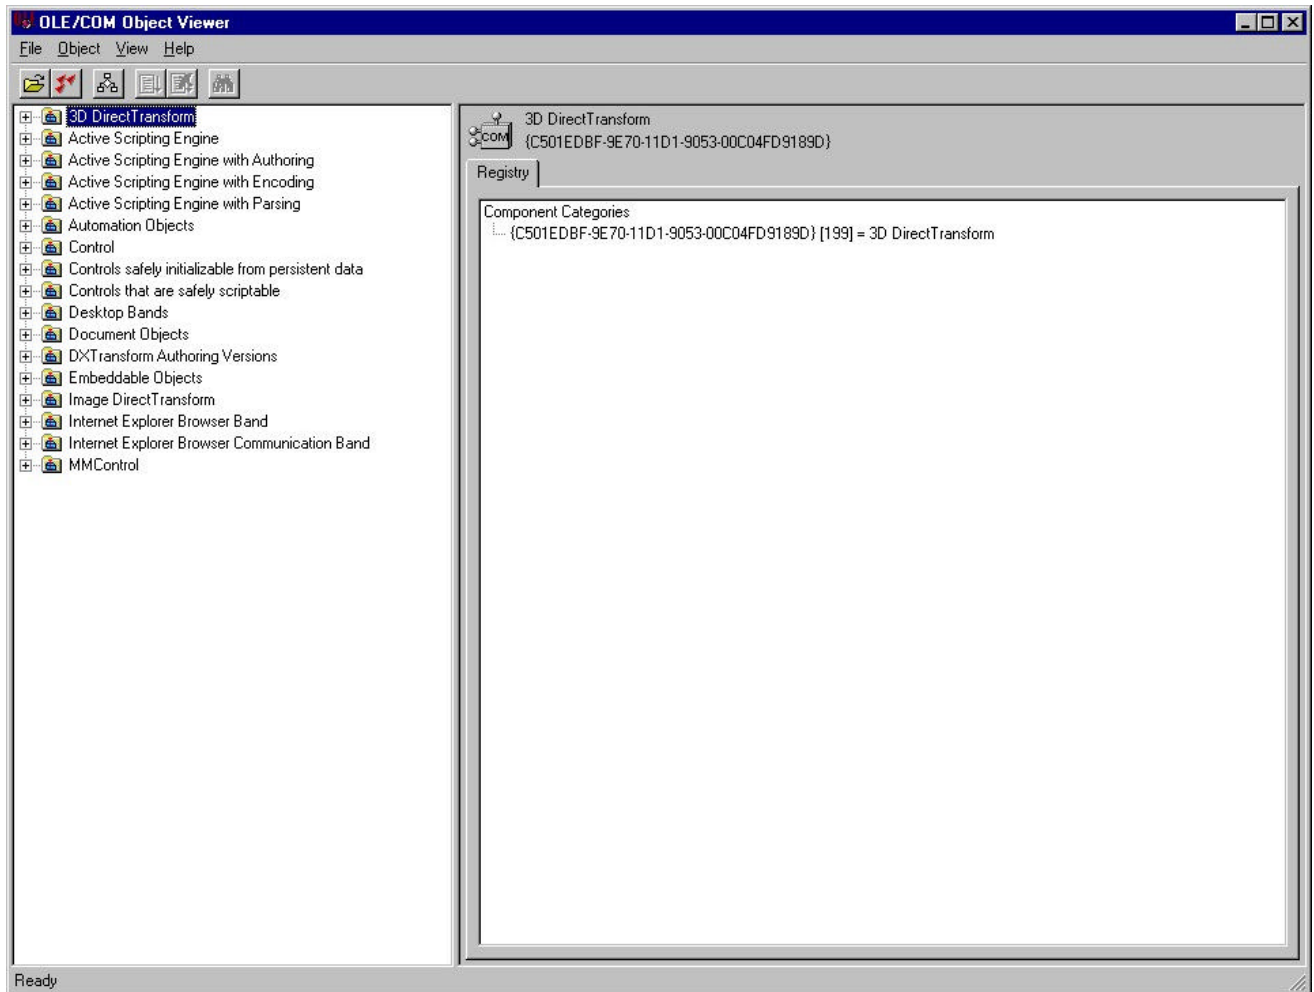 OLE/COM Object Viewer
File Object View Help
3D DirectTransform
Active Scripting Engine
Active Scripting Engine with Authoring
Active Scripting Engine with Encoding
Active Scripting Engine with Parsing
Automation Objects
Control
Controls safely initializable from persistent data
Controls that are safely scriptable
Desktop Bands
Document Objects
DXTransform Authoring Versions
Embeddable Objects
Image DirectTransform
Internet Explorer Browser Band
Internet Explorer Browser Communication Band
MMControl
COM
3D DirectTransform
{C501EDBF-9E70-11D1-9053-00C04FD9189D}
Registry
Component Categories
{C501EDBF-9E70-11D1-9053-00C04FD9189D} [199] = 3D DirectTransform
Ready